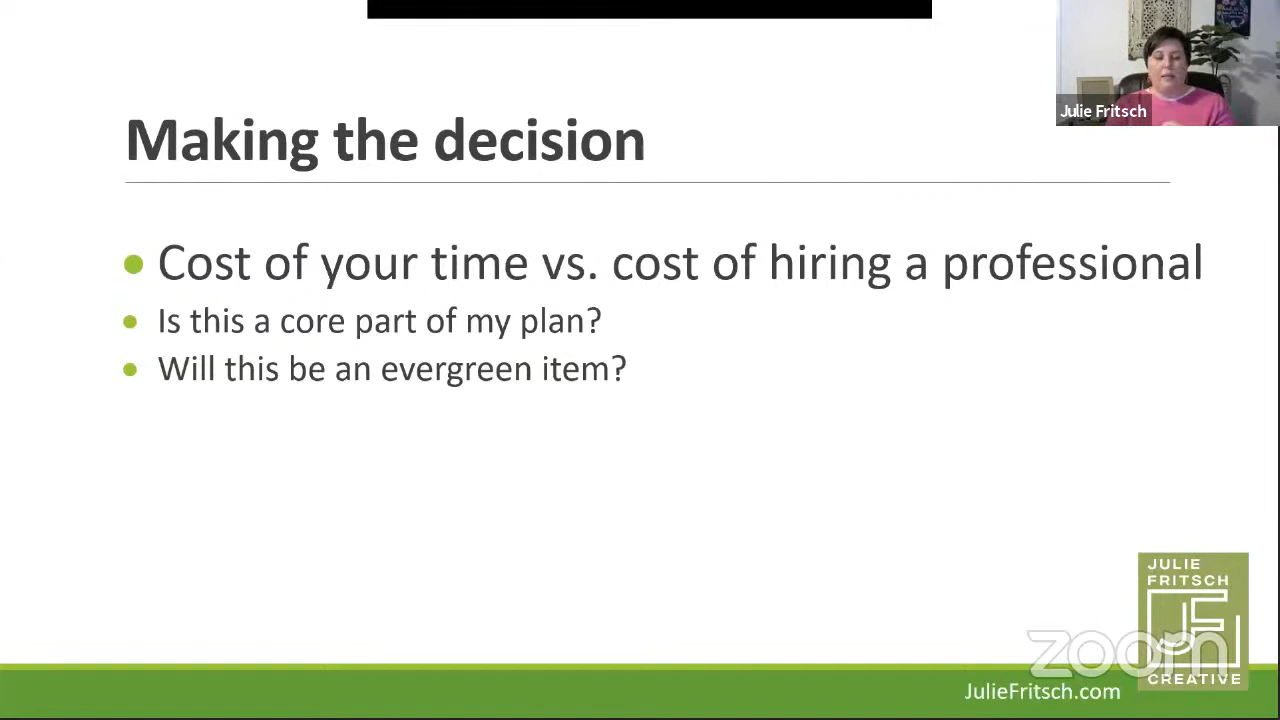 Julie Fritsch
Making the decision
Cost of your time vs. cost of hiring a professional
Is this a core part of my plan?
Will this be an evergreen item?
JULIE
FRITSCH
JF
zoom
CREATIVE
JulieFritsch.com